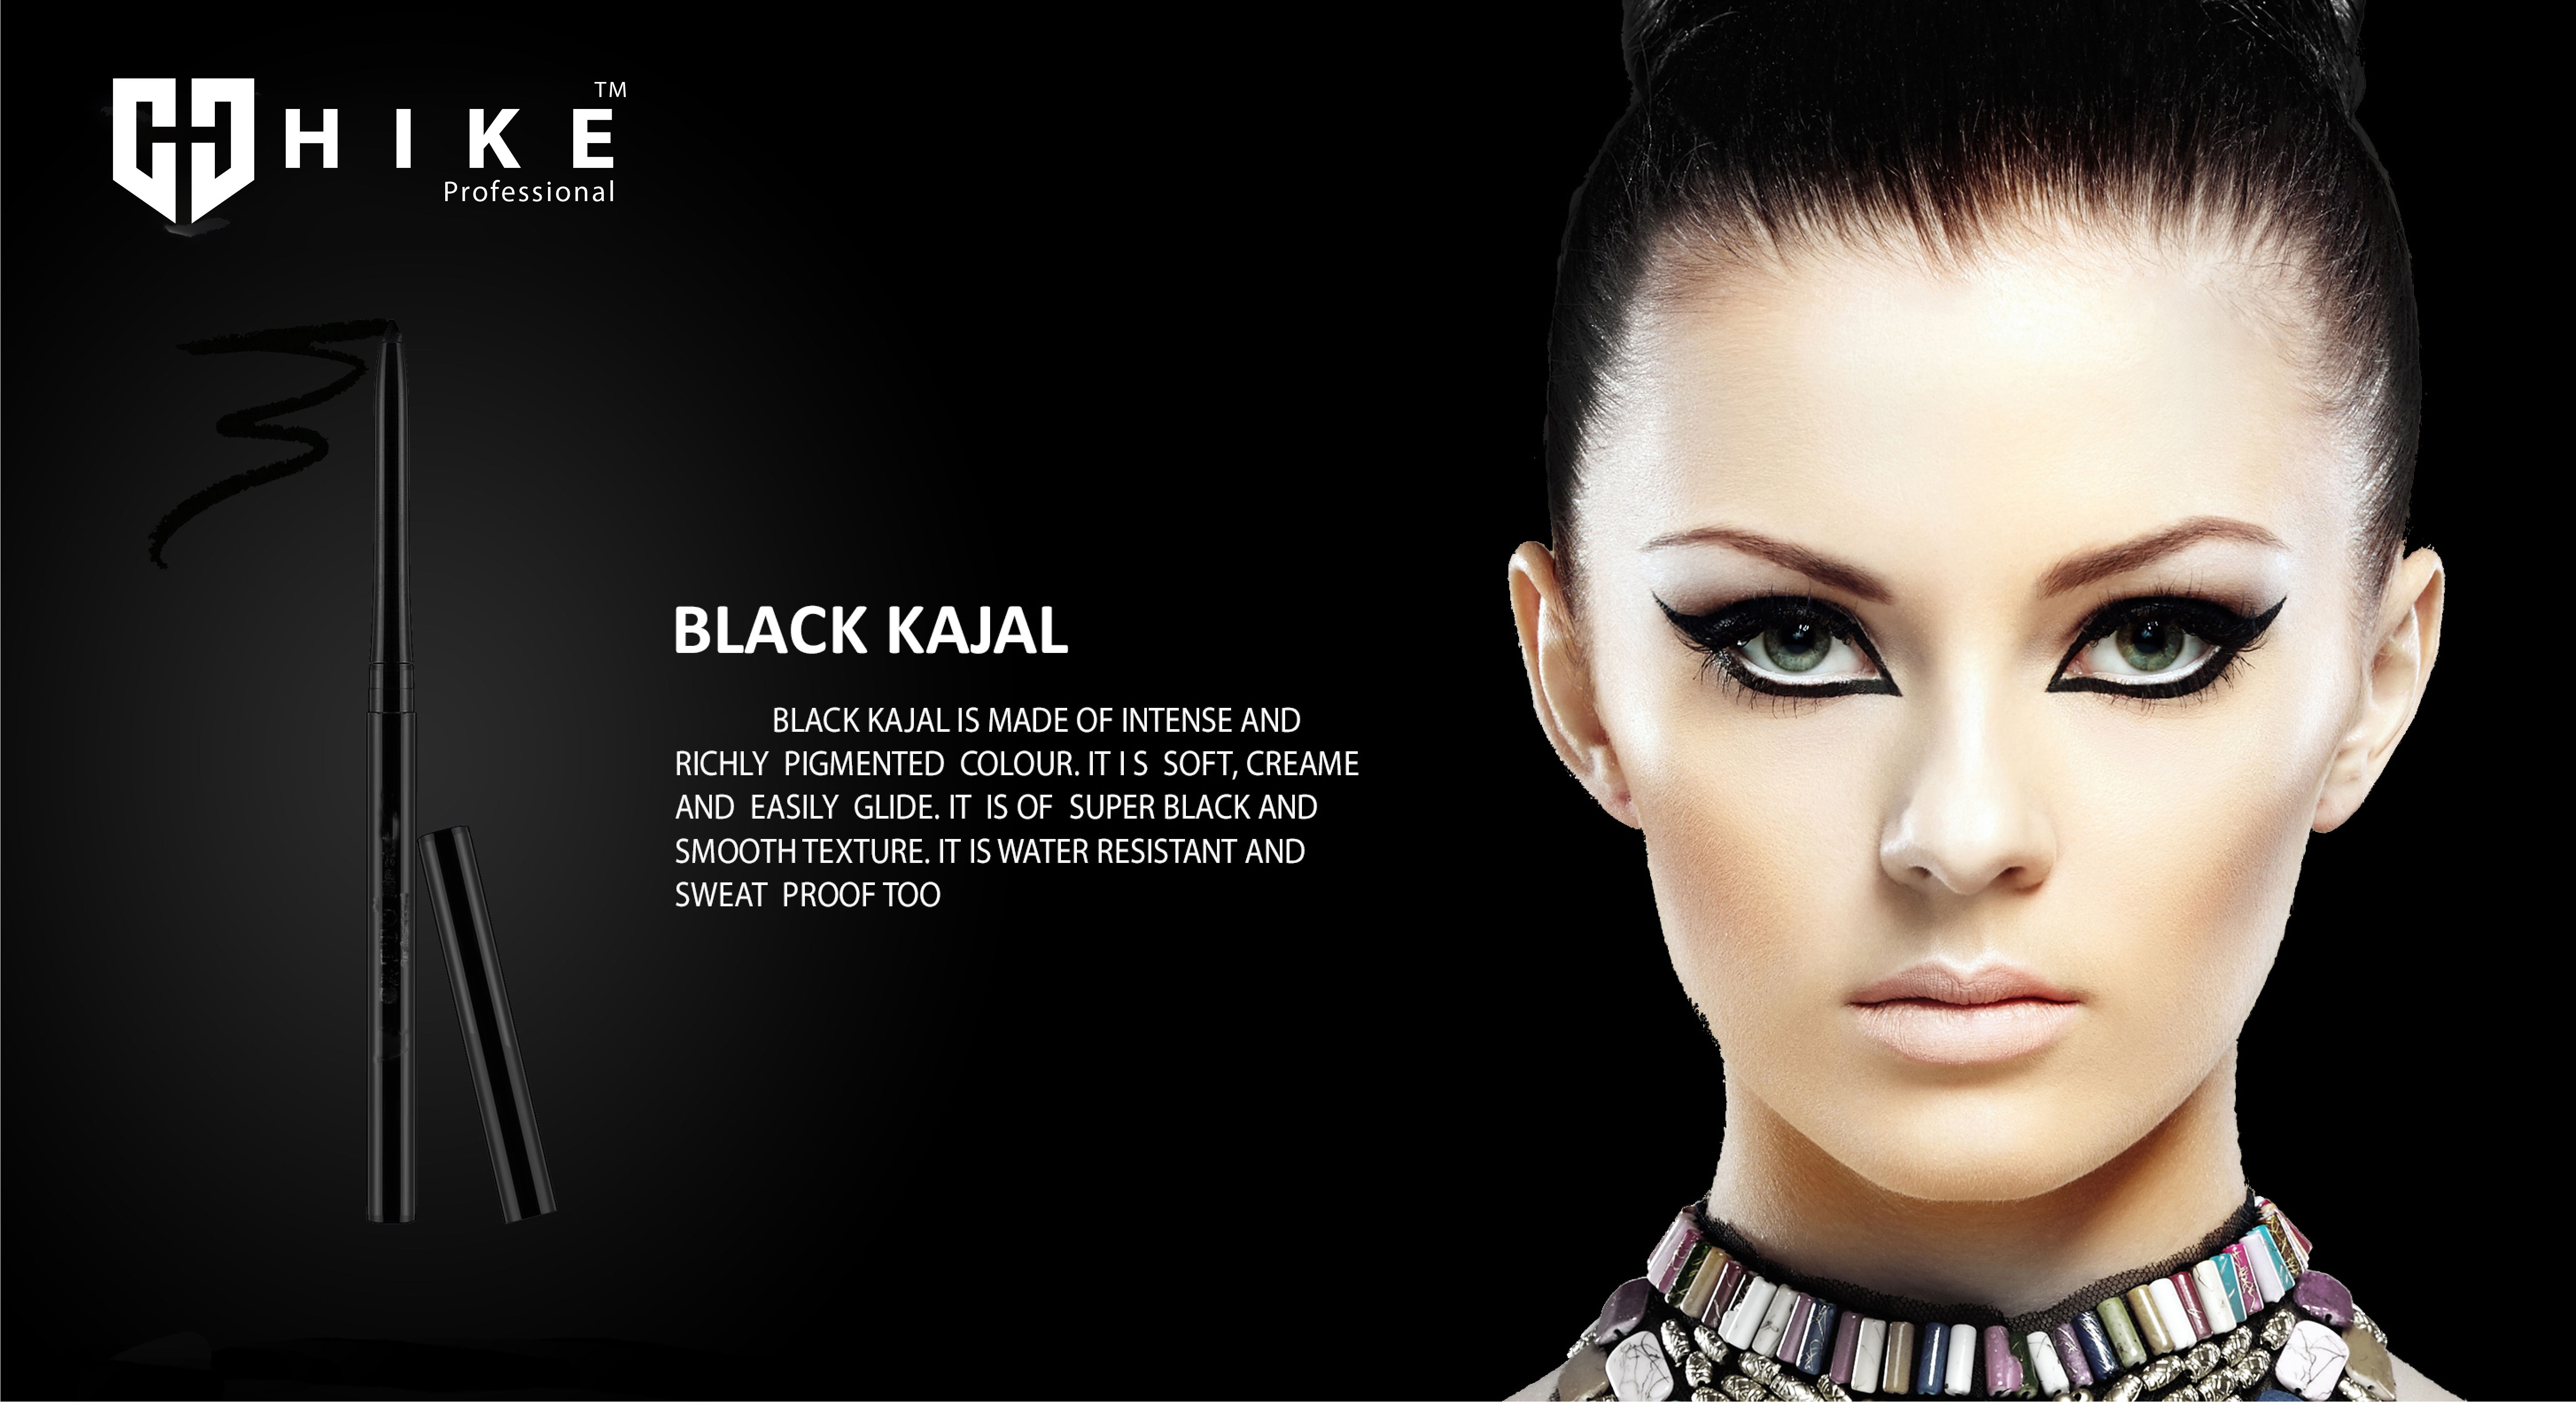 HIKE
TM
Professional
BLACK KAJAL
BLACK KAJAL IS MADE OF INTENSE AND
RICHLY PIGMENTED COLOUR. IT I S SOFT, CREAME
AND EASILY GLIDE. IT IS OF SUPER BLACK AND
SMOOTH TEXTURE. IT IS WATER RESISTANT AND
SWEAT PROOF TOO